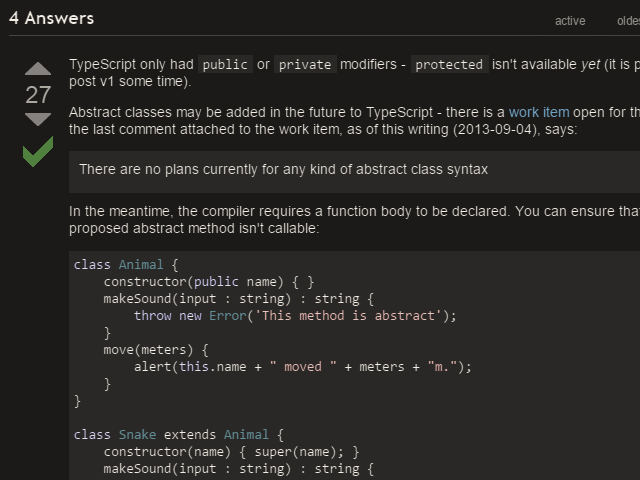 4 Answers
active
27
TypeScript only had public or private modifiers - protected isn't available yet (it is
post v1 some time).
Abstract classes may be added in the future to TypeScript - there is a work item open for
the last comment attached to the work item, as of this writing (2013-09-04), says:
There are no plans currently for any kind of abstract class syntax
In the meantime, the compiler requires a function body to be declared. You can ensure
proposed abstract method isn't callable:
class Animal {
    constructor(public name) { }
    makeSound(input : string) : string {
        throw new Error('This method is abstract');
    }
    move(meters) {
        alert(this.name + " moved " + meters + "m.");
    }
}
class Snake extends Animal {
    constructor(name) { super(name); }
    makeSound(input : string) : string {